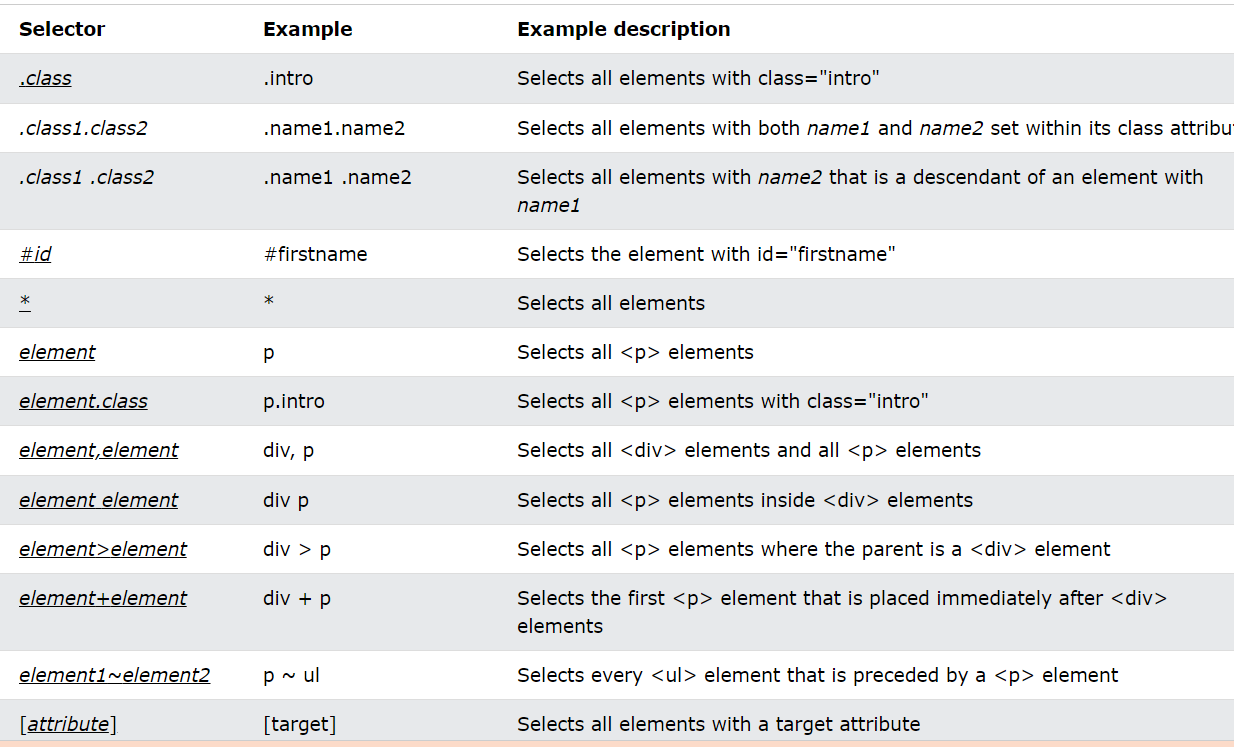 Selector Example Example description
.class .intro Selects all elements with class="intro"
.class1.class2 .name1.name2 Selects all elements with both name1 and name2 set within its class
.class1 .class2 .name1 .name2 Selects all elements with name2 that is a descendant of an element with
name1
#id #firstname Selects the element with id="firstname"
* * Selects all elements
element p Selects all <p> elements
element.class p.intro Selects all <p> elements with class="intro"
element,element div, p Selects all <div> elements and all <p> elements
element element div p Selects all <p> elements inside <div> elements
element>element div > p Selects all <p> elements where the parent is a <div> element
element+element div + p Selects the first <p> element that is placed immediately after <div>
elements
element1~element2 p ~ ul Selects every <ul> element that is preceded by a <p> element
[attribute] [target] Selects all elements with a target attribute